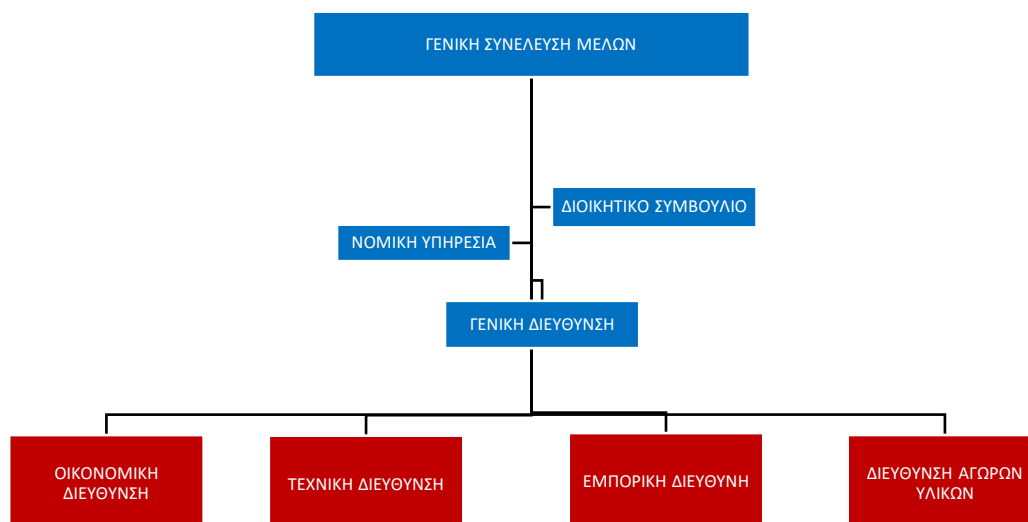 ΓΕΝΙΚΗ ΣΥΝΕΛΕΥΣΗ ΜΕΛΩΝ
ΔΙΟΙΚΗΤΙΚΟ ΣΥΜΒΟΥΛΙΟ
ΝΟΜΙΚΗ ΥΠΗΡΕΣΙΑ
ΓΕΝΙΚΗ ΔΙΕΥΘΥΝΣΗ
ΟΙΚΟΝΟΜΙΚΗ
ΔΙΕΥΘΥΝΣΗ
ΤΕΧΝΙΚΗ ΔΙΕΥΘΥΝΣΗ
ΕΜΠΟΡΙΚΗ ΔΙΕΥΘΥΝΗ
ΔΙΕΥΘΥΝΣΗ ΑΓΩΡΩΝ
ΥΛΙΚΩΝ